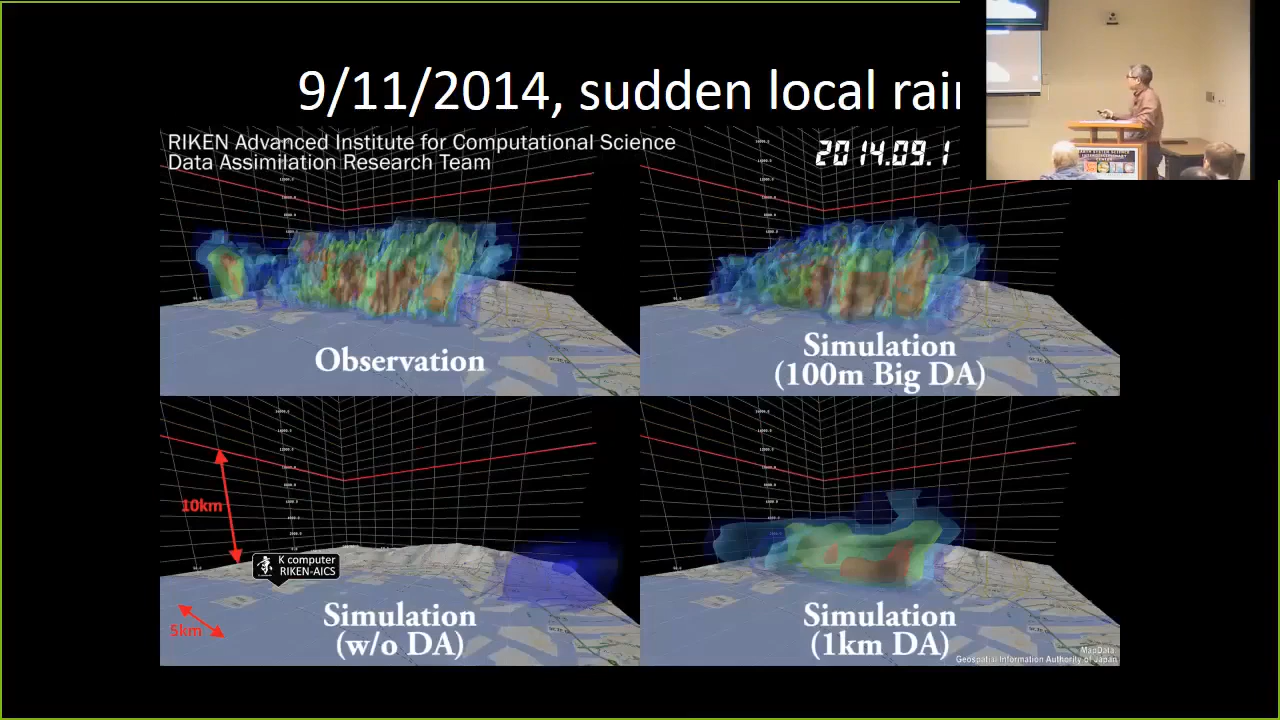 9/11/2014, sudden local rai
RIKEN Advanced Institute for Computational Science
Data Assimilation Research Team
2014.09.1
Observation
Simulation
(100m Big DA)
10km
K computer
RIKEN-AICS
5km
Simulation
(w/o DA)
Simulation
(1km DA)
MapData
Geospatial Information Authority of Japan